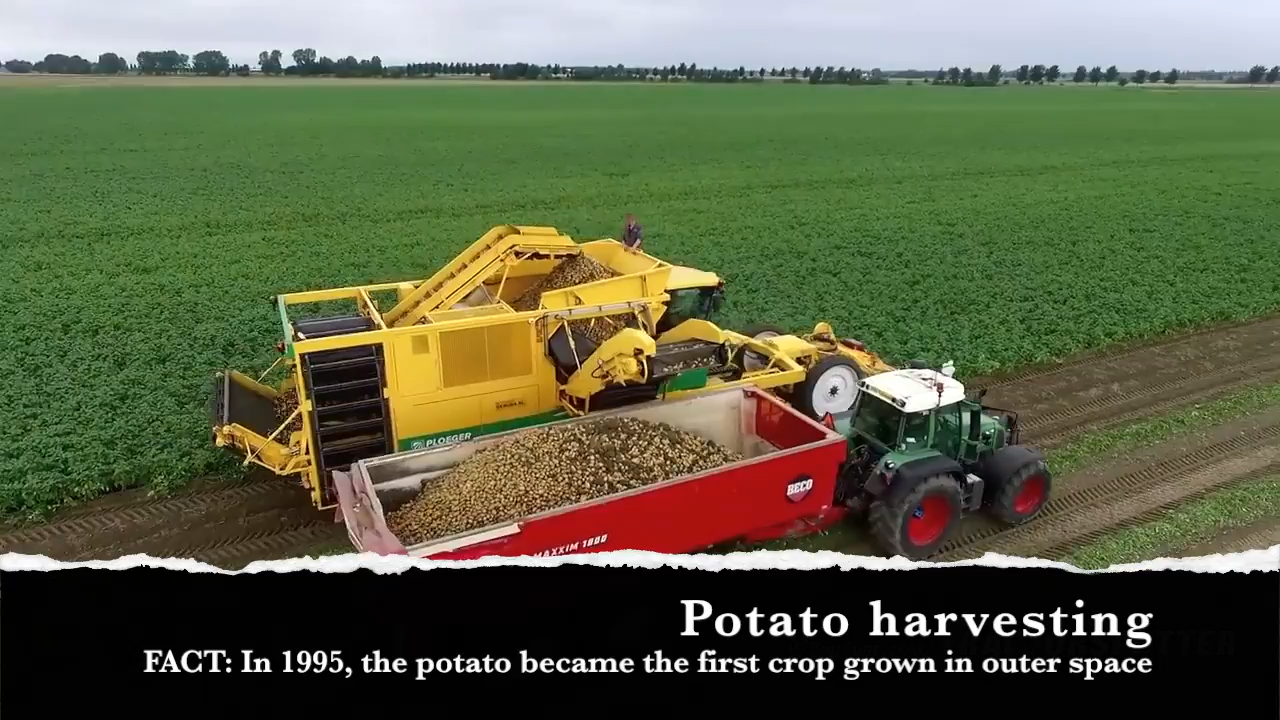 PLOEGER
BECO
MAXXIM 1800
Potato harvesting
FACT: In 1995, the potato became the first crop grown in outer space